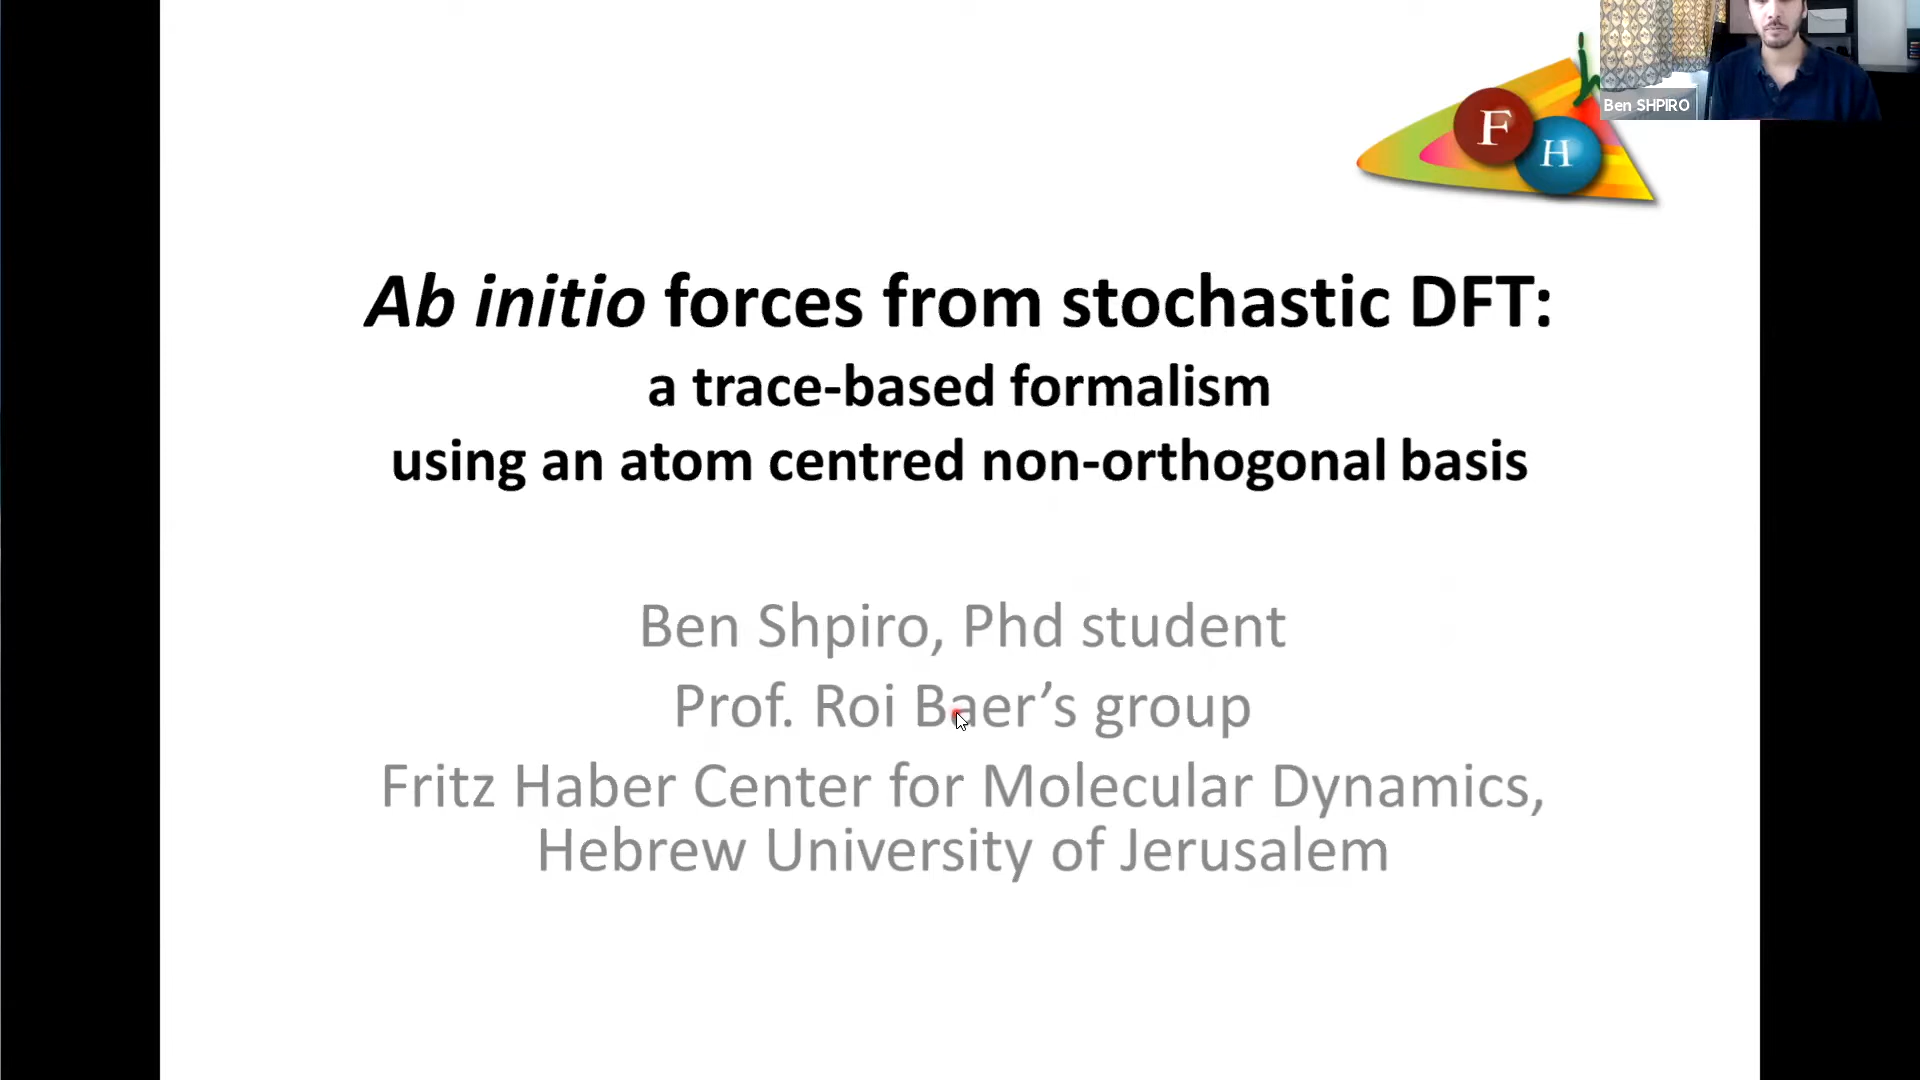 Ben SHPIRO
F
H
Ab initio forces from stochastic DFT:
a trace-based formalism
using an atom centred non-orthogonal basis
Ben Shpiro, Phd student
Prof. Roi Baer’s group
Fritz Haber Center for Molecular Dynamics,
Hebrew University of Jerusalem